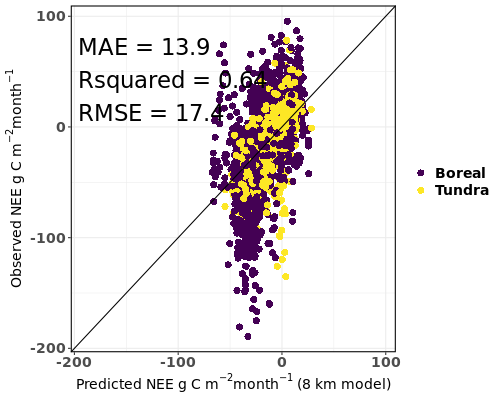 100
0
-100
-200
Observed NEE g C m⁻²month⁻¹
MAE = 13.9
Rsquared = 0.64
RMSE = 17.4
Boreal
Tundra
-200 -100 0 100
Predicted NEE g C m⁻²month⁻¹ (8 km model)